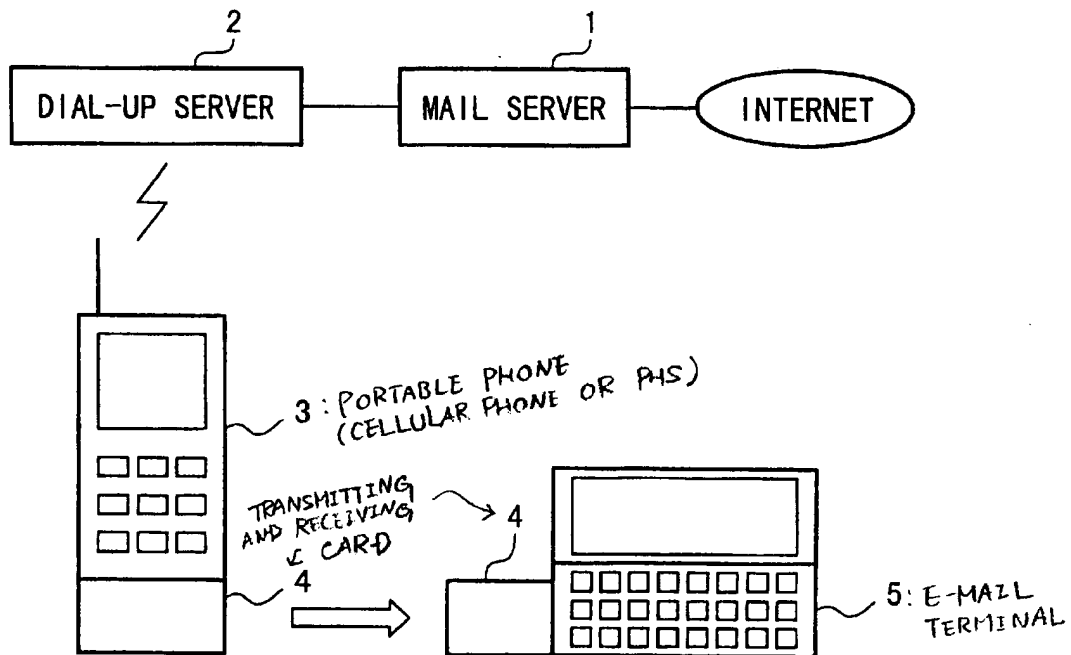 2
1
DIAL-UP SERVER
MAIL SERVER
INTERNET
3: PORTABLE PHONE
(CELLULAR PHONE OR PHS)
TRANSMITTING
AND RECEIVING
CARD
4
4
5: E-MAIL
TERMINAL